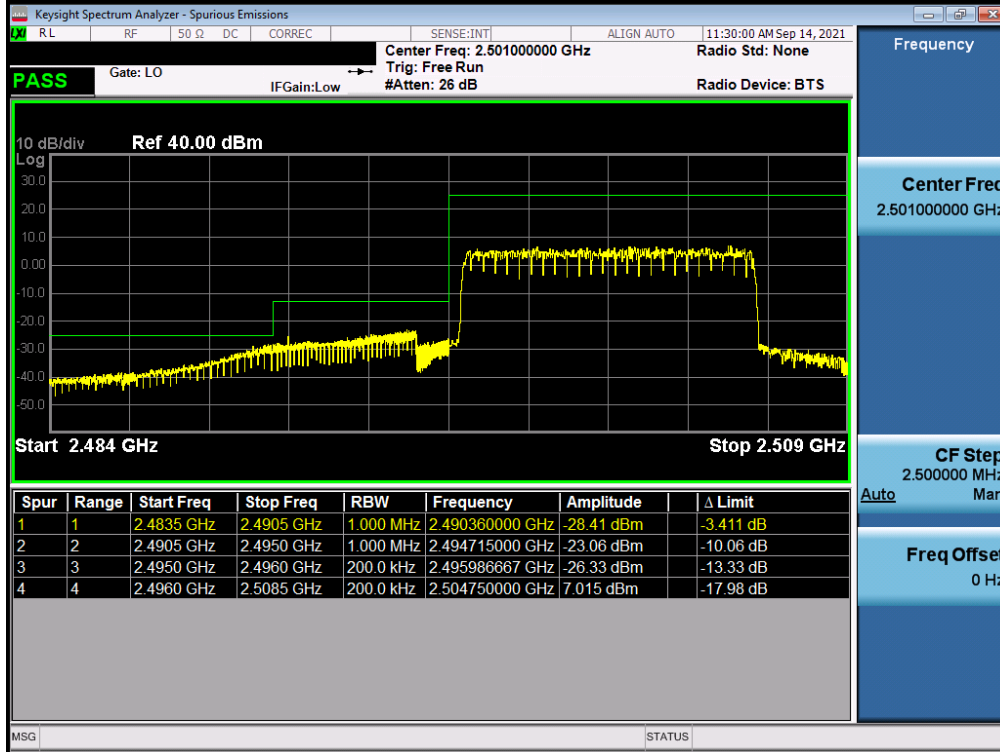 Keysight Spectrum Analyzer - Spurious Emissions
LXI RL RF 50 Ω DC CORREC SENSE:INT ALIGN AUTO 11:30:00 AM Sep 14, 2021
Center Freq: 2.501000000 GHz Radio Std: None
Trig: Free Run
Gate: LO
PASS IFGain:Low #Atten: 26 dB Radio Device: BTS
10 dB/div Ref 40.00 dBm
Log
30.0
20.0
10.0
0.00
-10.0
-20.0
-30.0
-40.0
-50.0
Start 2.484 GHz Stop 2.509 GHz
Spur Range Start Freq Stop Freq RBW Frequency Amplitude Δ Limit
1 1 2.4835 GHz 2.4905 GHz 1.000 MHz 2.490360000 GHz -28.41 dBm -3.411 dB
2 2 2.4905 GHz 2.4950 GHz 1.000 MHz 2.494715000 GHz -23.06 dBm -10.06 dB
3 3 2.4950 GHz 2.4960 GHz 200.0 kHz 2.495986667 GHz -26.33 dBm -13.33 dB
4 4 2.4960 GHz 2.5085 GHz 200.0 kHz 2.504750000 GHz 7.015 dBm -17.98 dB
MSG STATUS
Frequency
Center Freq
2.501000000 GHz
CF Step
2.500000 MHz
Auto Man
Freq Offset
0 Hz